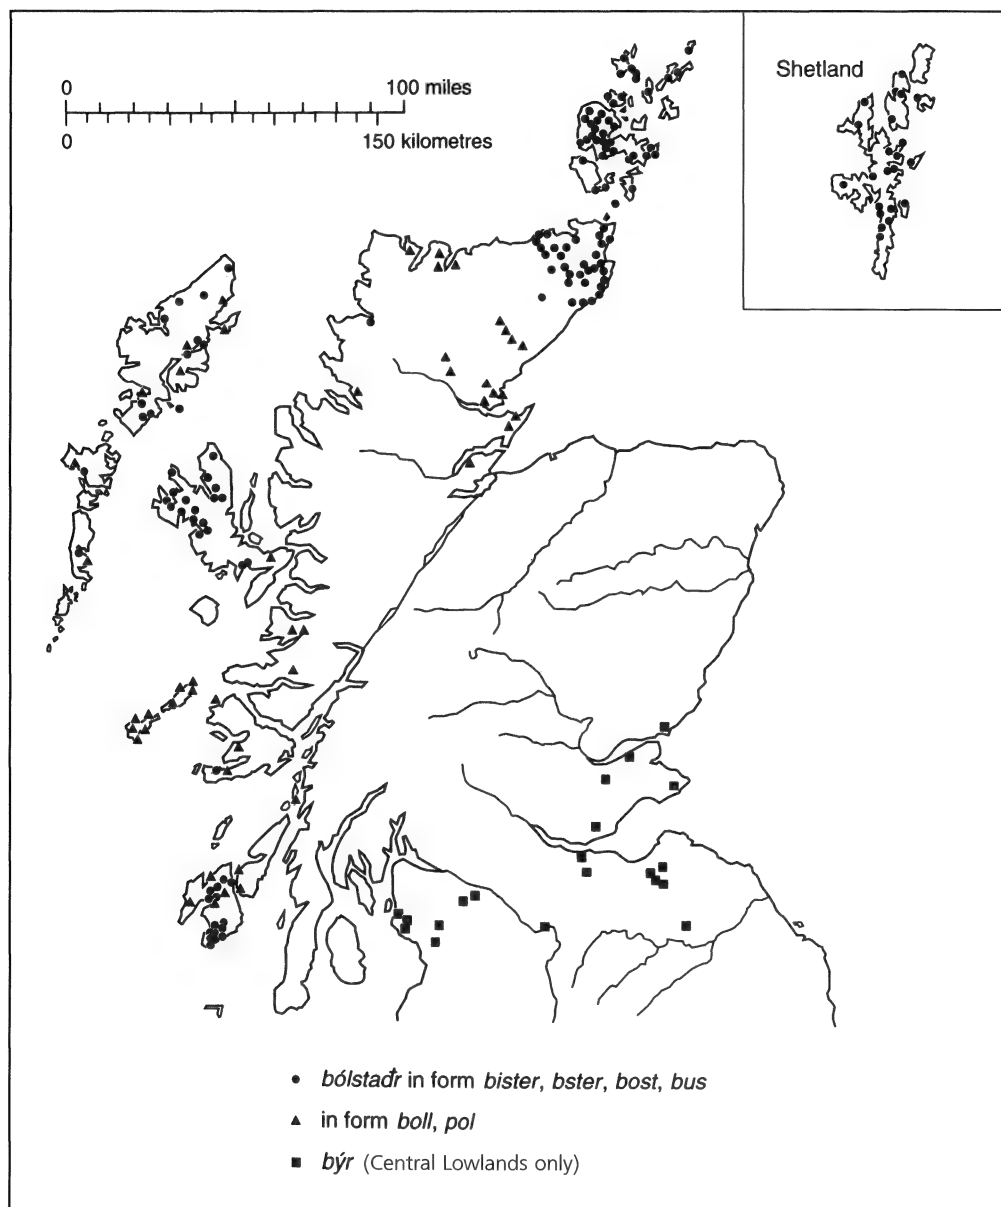 0 100 miles
0 150 kilometres
Shetland
bólstađr in form bister, bster, bost, bus
in form boll, pol
býr (Central Lowlands only)